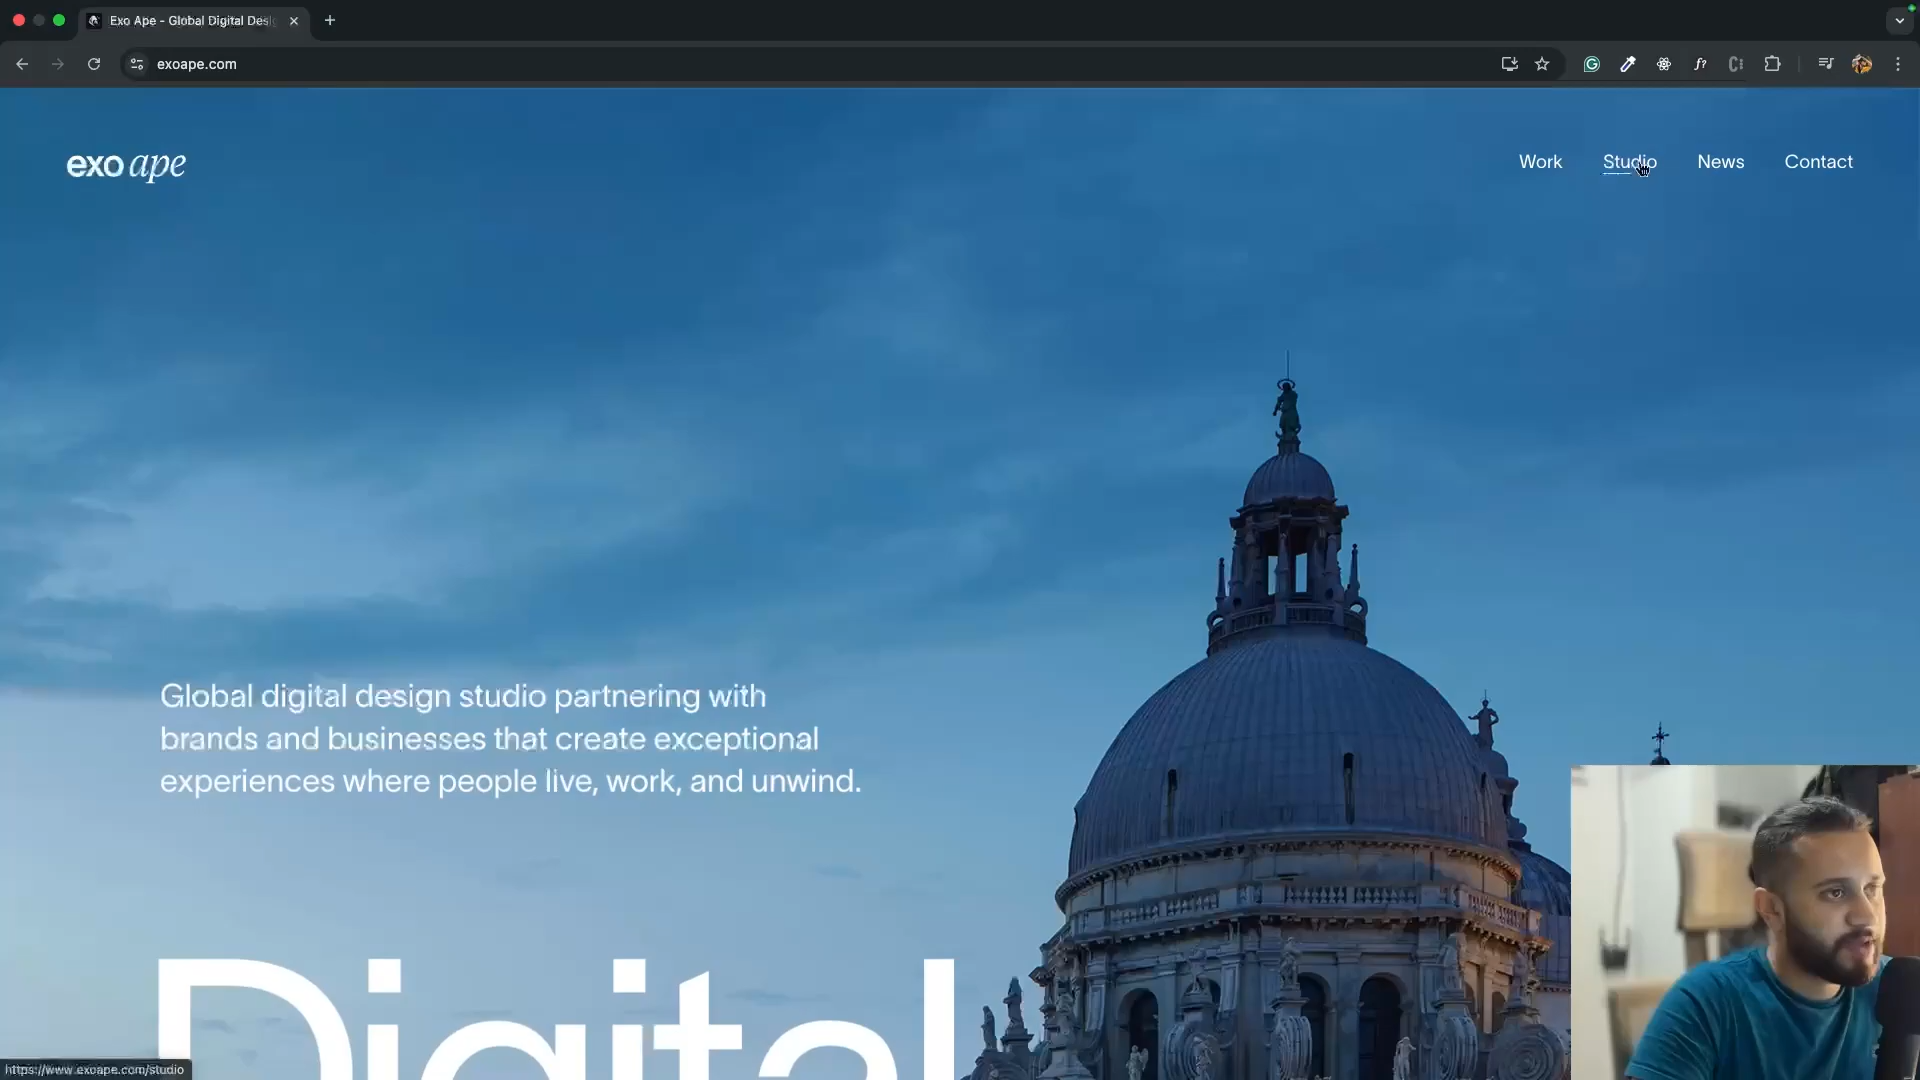 Exo Ape - Global Digital Desi
exoape.com
exo ape
Work
Studio
News
Contact
Global digital design studio partnering with
brands and businesses that create exceptional
experiences where people live, work, and unwind.
Digital
https://www.exoape.com/studio